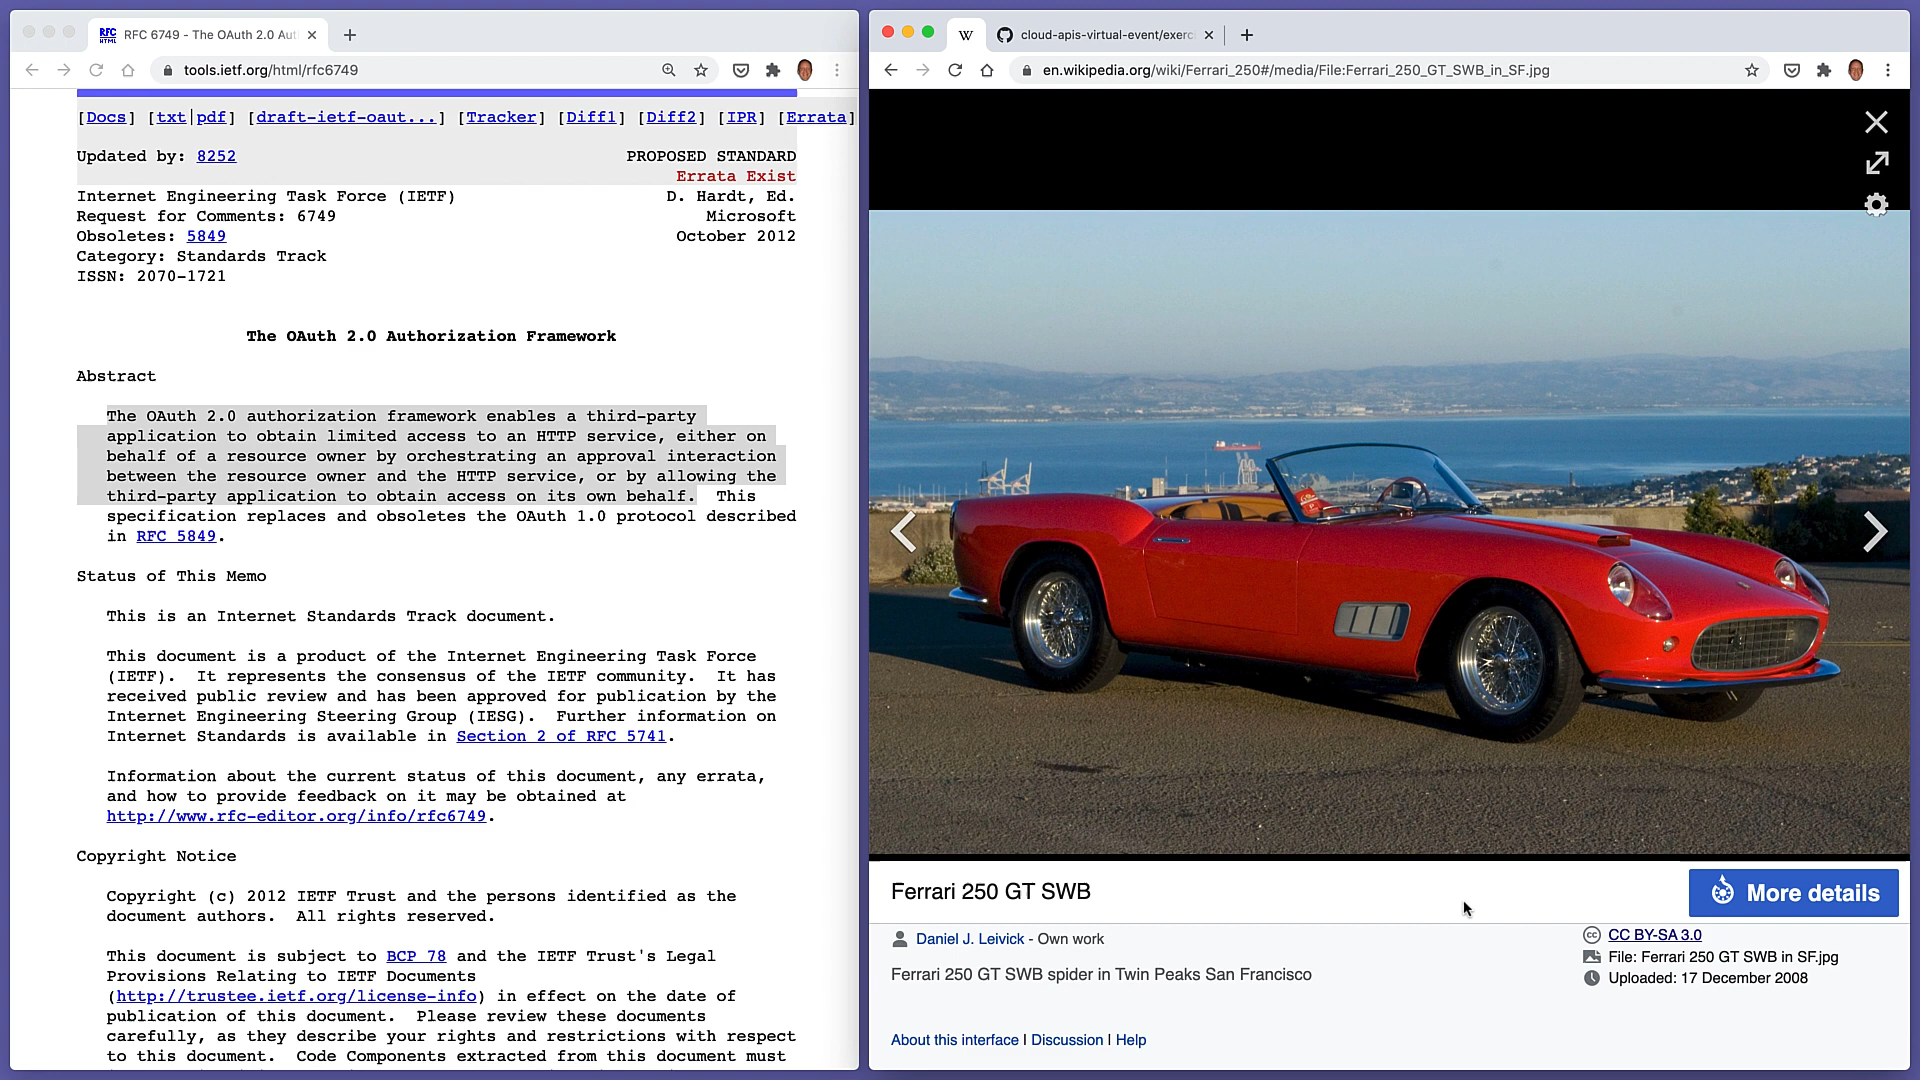 RFC 6749 - The OAuth 2.0 Aut
tools.ietf.org/html/rfc6749
[Docs] [txt|pdf] [draft-ietf-oaut...] [Tracker] [Diff1] [Diff2] [IPR] [Errata]
Updated by: 8252 PROPOSED STANDARD
Errata Exist
Internet Engineering Task Force (IETF) D. Hardt, Ed.
Request for Comments: 6749 Microsoft
Obsoletes: 5849 October 2012
Category: Standards Track
ISSN: 2070-1721
The OAuth 2.0 Authorization Framework
Abstract
The OAuth 2.0 authorization framework enables a third-party
application to obtain limited access to an HTTP service, either on
behalf of a resource owner by orchestrating an approval interaction
between the resource owner and the HTTP service, or by allowing the
third-party application to obtain access on its own behalf. This
specification replaces and obsoletes the OAuth 1.0 protocol described
in RFC 5849.
Status of This Memo
This is an Internet Standards Track document.
This document is a product of the Internet Engineering Task Force
(IETF). It represents the consensus of the IETF community. It has
received public review and has been approved for publication by the
Internet Engineering Steering Group (IESG). Further information on
Internet Standards is available in Section 2 of RFC 5741.
Information about the current status of this document, any errata,
and how to provide feedback on it may be obtained at
http://www.rfc-editor.org/info/rfc6749.
Copyright Notice
Copyright (c) 2012 IETF Trust and the persons identified as the
document authors. All rights reserved.
This document is subject to BCP 78 and the IETF Trust's Legal
Provisions Relating to IETF Documents
(http://trustee.ietf.org/license-info) in effect on the date of
publication of this document. Please review these documents
carefully, as they describe your rights and restrictions with respect
to this document. Code Components extracted from this document must
W cloud-apis-virtual-event/exerc
en.wikipedia.org/wiki/Ferrari_250#/media/File:Ferrari_250_GT_SWB_in_SF.jpg
Ferrari 250 GT SWB
More details
Daniel J. Leivick - Own work
Ferrari 250 GT SWB spider in Twin Peaks San Francisco
CC BY-SA 3.0
File: Ferrari 250 GT SWB in SF.jpg
Uploaded: 17 December 2008
About this interface | Discussion | Help